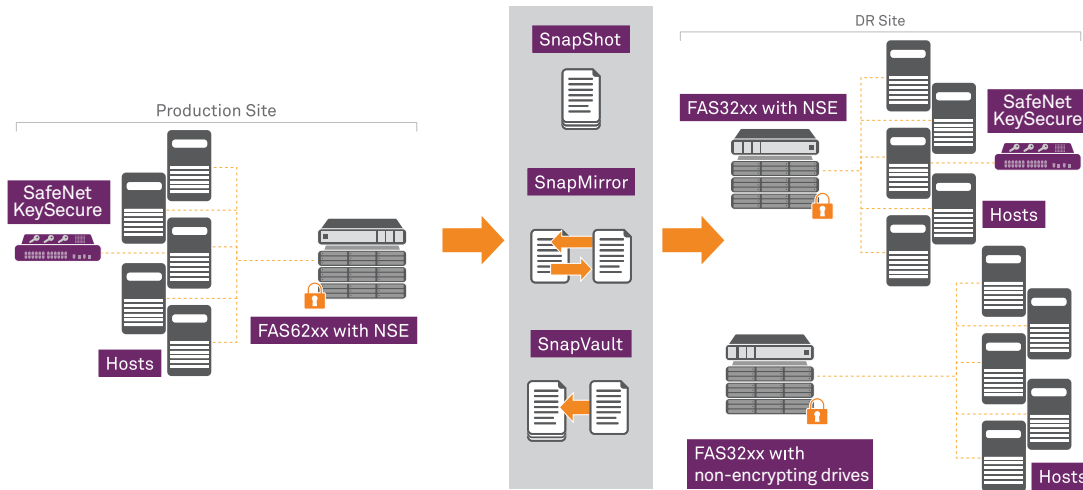 Production Site
SafeNet
KeySecure
Hosts
FAS62xx with NSE
SnapShot
SnapMirror
SnapVault
DR Site
FAS32xx with NSE
SafeNet
KeySecure
Hosts
FAS32xx with
non-encrypting drives
Hosts